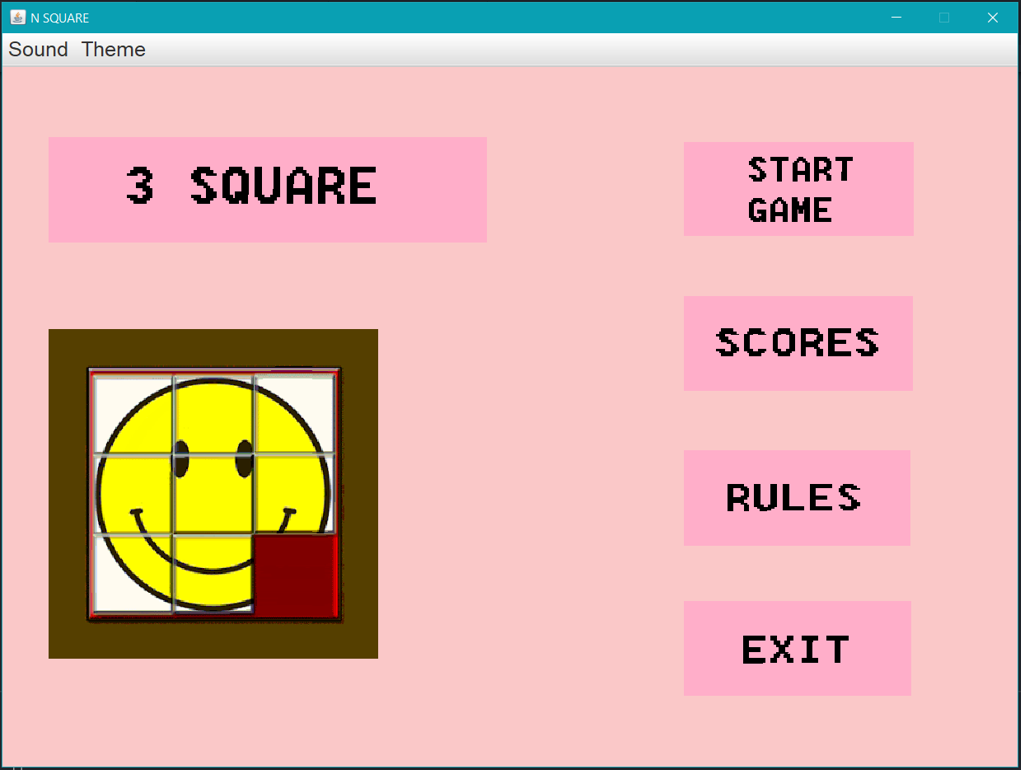 N SQUARE
Sound Theme
3 SQUARE
START
GAME
SCORES
RULES
EXIT